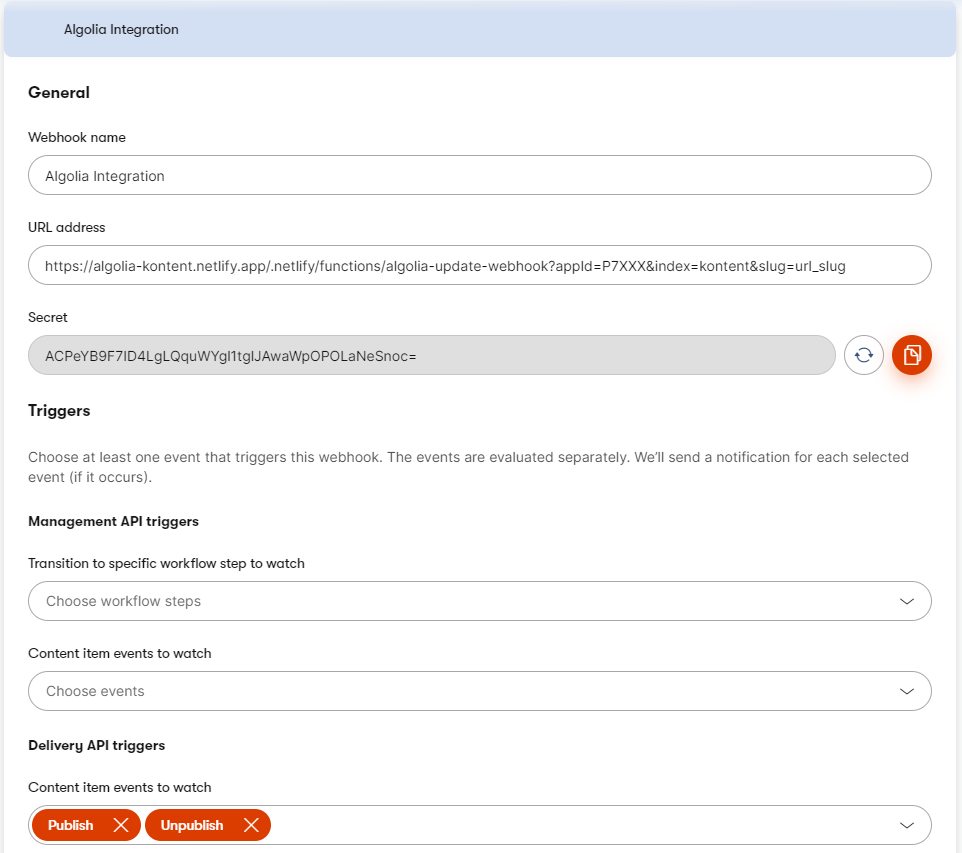 Algolia Integration
General
Webhook name
Algolia Integration
URL address
https://algolia-kontent.netlify.app/.netlify/functions/algolia-update-webhook?appId=P7XXX&index=kontent&slug=url_slug
Secret
ACPeYB9F7ID4LgLQquWYgI1tgIJAwaWpOPOLaNeSnoc=
Triggers
Choose at least one event that triggers this webhook. The events are evaluated separately. We’ll send a notification for each selected
event (if it occurs).
Management API triggers
Transition to specific workflow step to watch
Choose workflow steps
Content item events to watch
Choose events
Delivery API triggers
Content item events to watch
Publish Unpublish